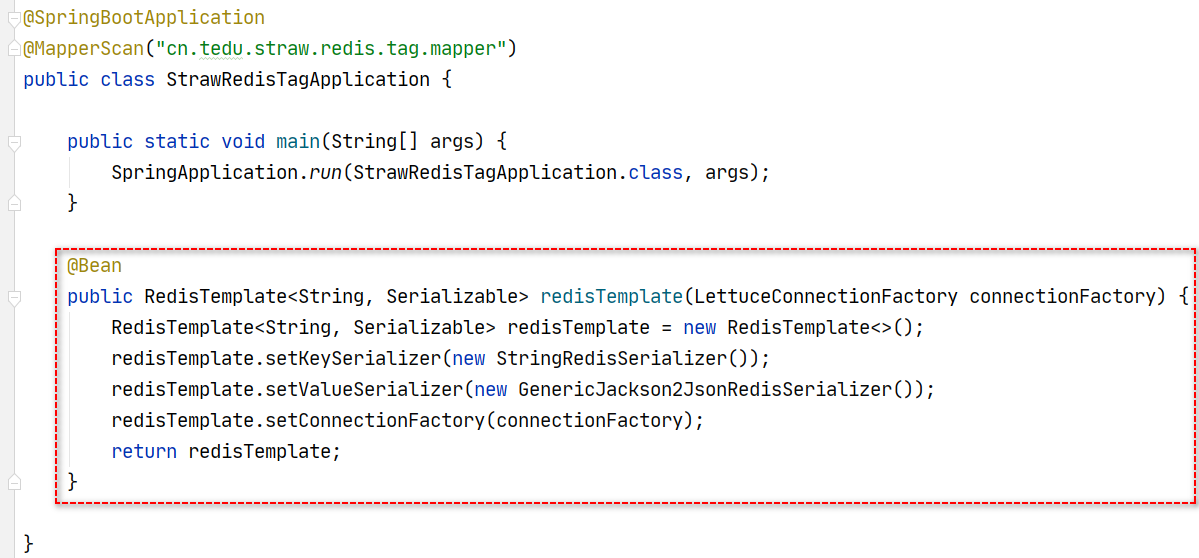 @SpringBootApplication
@MapperScan("cn.tedu.straw.redis.tag.mapper")
public class StrawRedisTagApplication {
    public static void main(String[] args) {
        SpringApplication.run(StrawRedisTagApplication.class, args);
    }
    @Bean
    public RedisTemplate<String, Serializable> redisTemplate(LettuceConnectionFactory connectionFactory) {
        RedisTemplate<String, Serializable> redisTemplate = new RedisTemplate<>();
        redisTemplate.setKeySerializer(new StringRedisSerializer());
        redisTemplate.setValueSerializer(new GenericJackson2JsonRedisSerializer());
        redisTemplate.setConnectionFactory(connectionFactory);
        return redisTemplate;
    }
}